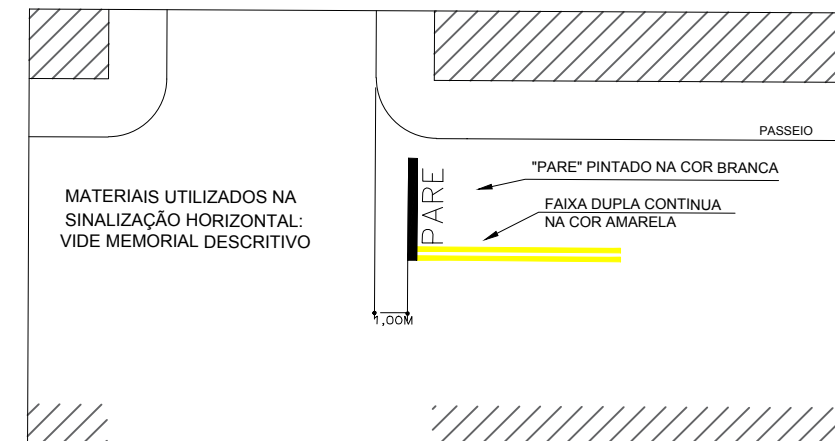 PASSEIO
"PARE" PINTADO NA COR BRANCA
PARE
MATERIAIS UTILIZADOS NA
SINALIZAÇÃO HORIZONTAL:
VIDE MEMORIAL DESCRITIVO
FAIXA DUPLA CONTINUA
NA COR AMARELA
1,00M